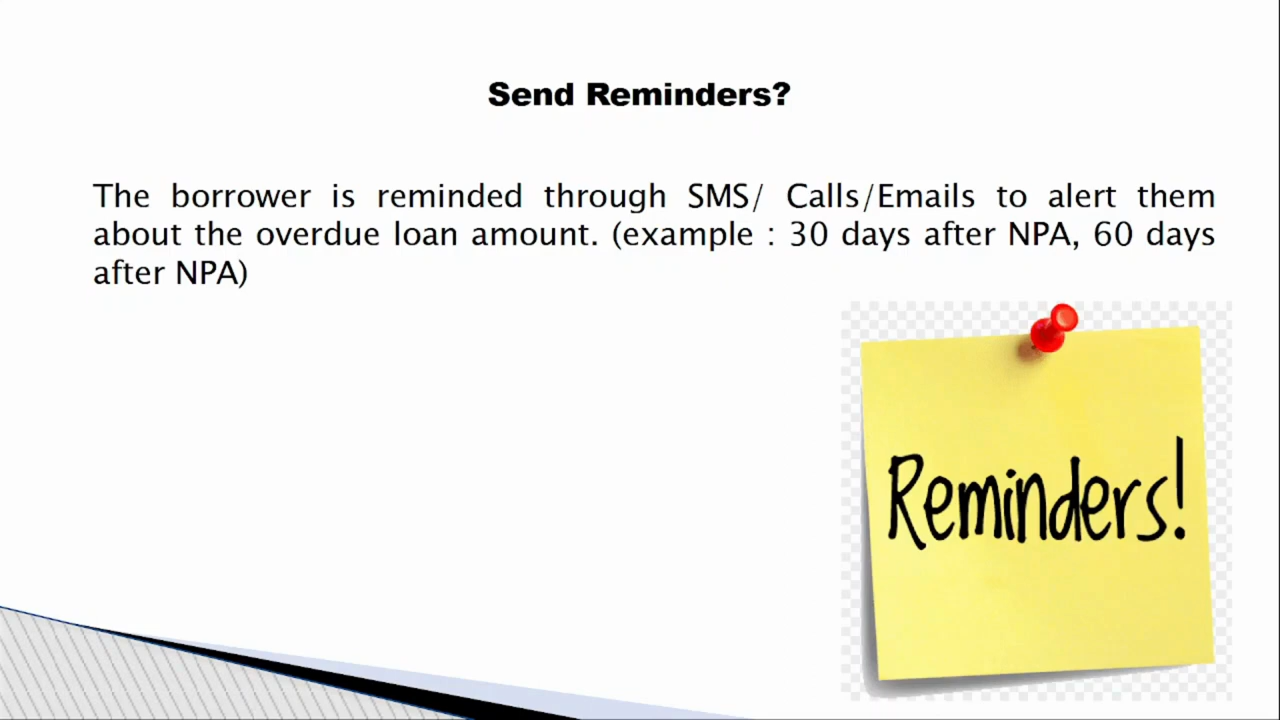 Send Reminders?
The borrower is reminded through SMS/ Calls/Emails to alert them
about the overdue loan amount. (example : 30 days after NPA, 60 days
after NPA)
Reminders!